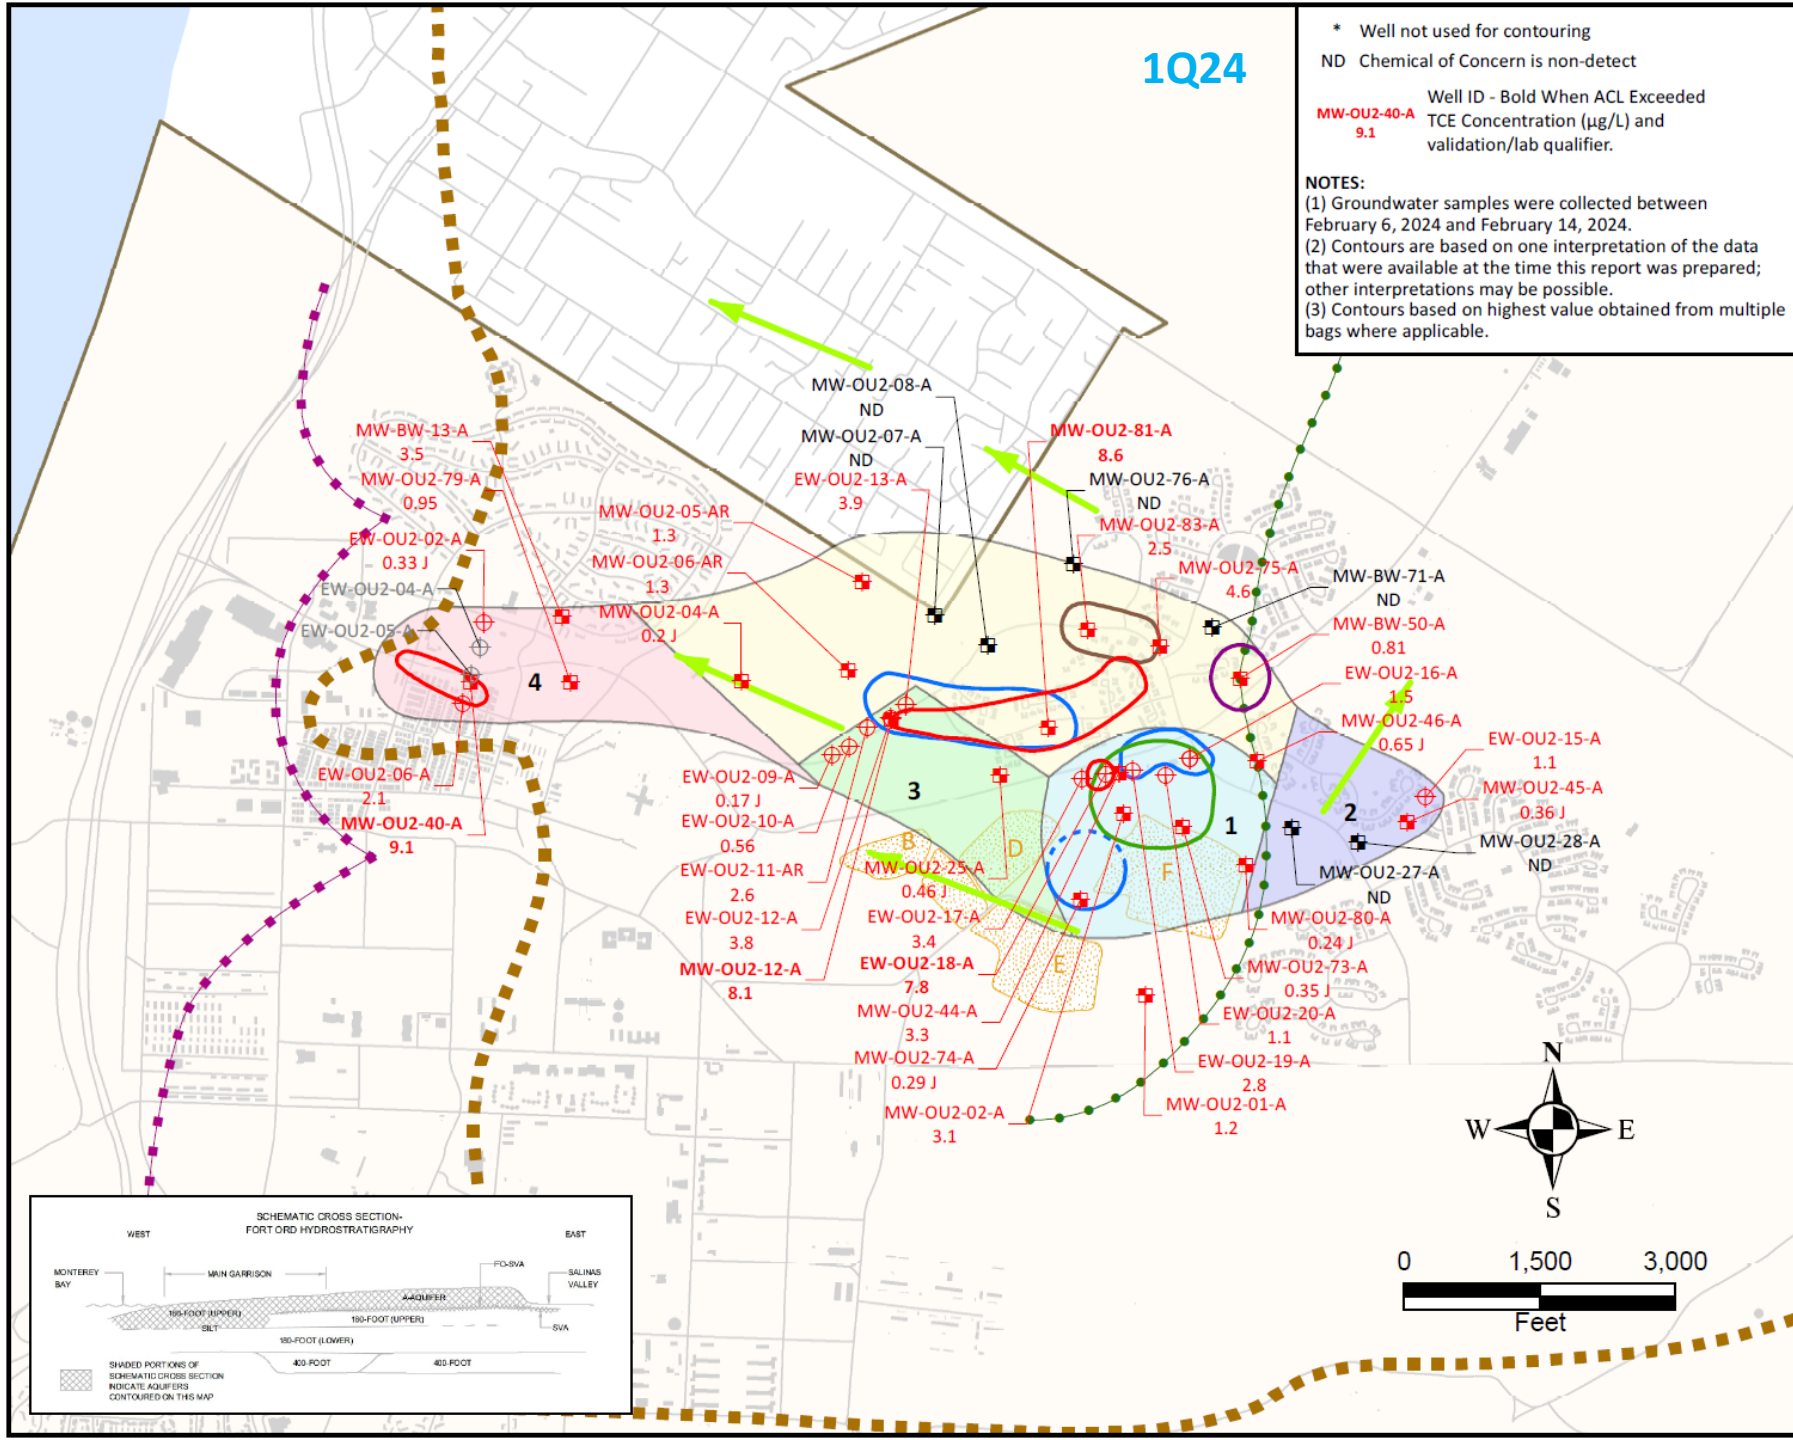 1Q24
* Well not used for contouring
ND Chemical of Concern is non-detect
MW-OU2-40-A
9.1
Well ID - Bold When ACL Exceeded
TCE Concentration (µg/L) and
validation/lab qualifier.
NOTES:
(1) Groundwater samples were collected between
February 6, 2024 and February 14, 2024.
(2) Contours are based on one interpretation of the data
that were available at the time this report was prepared;
other interpretations may be possible.
(3) Contours based on highest value obtained from multiple
bags where applicable.
MW-OU2-08-A
ND
MW-OU2-07-A
ND
EW-OU2-13-A
3.9
MW-OU2-81-A
8.6
MW-OU2-76-A
ND
MW-OU2-83-A
2.5
MW-OU2-75-A
4.6
MW-BW-71-A
ND
MW-BW-50-A
0.81
EW-OU2-16-A
1.5
MW-OU2-46-A
0.65 J
EW-OU2-15-A
1.1
MW-OU2-45-A
0.36 J
MW-OU2-28-A
ND
MW-OU2-27-A
ND
MW-BW-13-A
3.5
MW-OU2-79-A
0.95
EW-OU2-02-A
0.33 J
EW-OU2-04-A
EW-OU2-05-A
MW-OU2-05-AR
1.3
MW-OU2-06-AR
1.3
MW-OU2-04-A
0.2 J
4
3
1
2
B
D
F
E
EW-OU2-06-A
2.1
MW-OU2-40-A
9.1
EW-OU2-09-A
0.17 J
EW-OU2-10-A
0.56
EW-OU2-11-AR
2.6
EW-OU2-12-A
3.8
MW-OU2-12-A
8.1
MW-OU2-25-A
0.46 J
EW-OU2-17-A
3.4
EW-OU2-18-A
7.8
MW-OU2-44-A
3.3
MW-OU2-74-A
0.29 J
MW-OU2-02-A
3.1
MW-OU2-80-A
0.24 J
MW-OU2-73-A
0.35 J
EW-OU2-20-A
1.1
EW-OU2-19-A
2.8
MW-OU2-01-A
1.2
N
W E
S
0 1,500 3,000
Feet
SCHEMATIC CROSS SECTION-
FORT ORD HYDROSTRATIGRAPHY
WEST
EAST
MONTEREY
BAY
MAIN GARRISON
FO-SVA
SALINAS
VALLEY
A-AQUIFER
180-FOOT (UPPER)
180-FOOT (UPPER)
SILT
SVA
180-FOOT (LOWER)
400-FOOT
400-FOOT
SHADED PORTIONS OF
SCHEMATIC CROSS SECTION
INDICATE AQUIFERS
CONTOURED ON THIS MAP